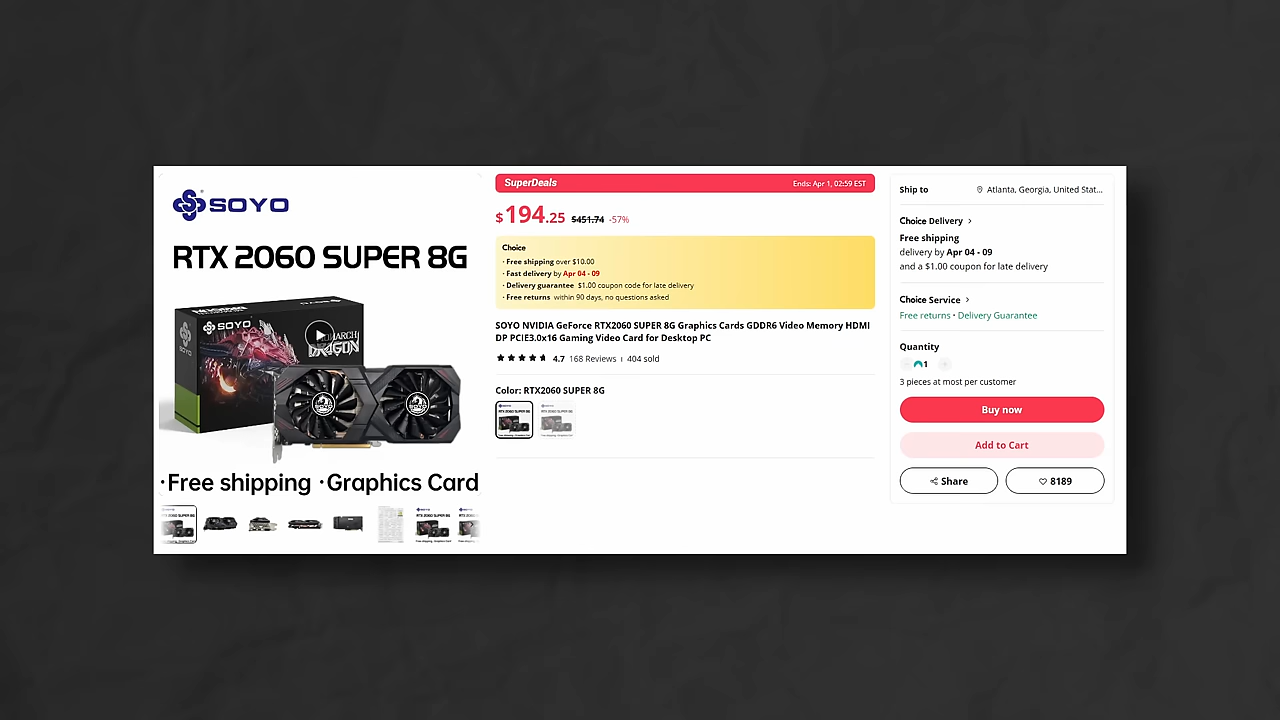 SOYO
RTX 2060 SUPER 8G
SOYO
MONARCH
DRAGON
·Free shipping ·Graphics Card
SuperDeals
Ends: Apr 1, 02:59 EST
$194.25 $451.74 -57%
Choice
· Free shipping over $10.00
· Fast delivery by Apr 04 - 09
· Delivery guarantee $1.00 coupon code for late delivery
· Free returns within 90 days, no questions asked
SOYO NVIDIA GeForce RTX2060 SUPER 8G Graphics Cards GDDR6 Video Memory HDMI
DP PCIE3.0x16 Gaming Video Card for Desktop PC
4.7 168 Reviews 404 sold
Color: RTX2060 SUPER 8G
Ship to
Atlanta, Georgia, United Stat...
Choice Delivery
Free shipping
delivery by Apr 04 - 09
and a $1.00 coupon for late delivery
Choice Service
Free returns • Delivery Guarantee
Quantity
1
3 pieces at most per customer
Buy now
Add to Cart
Share
8189